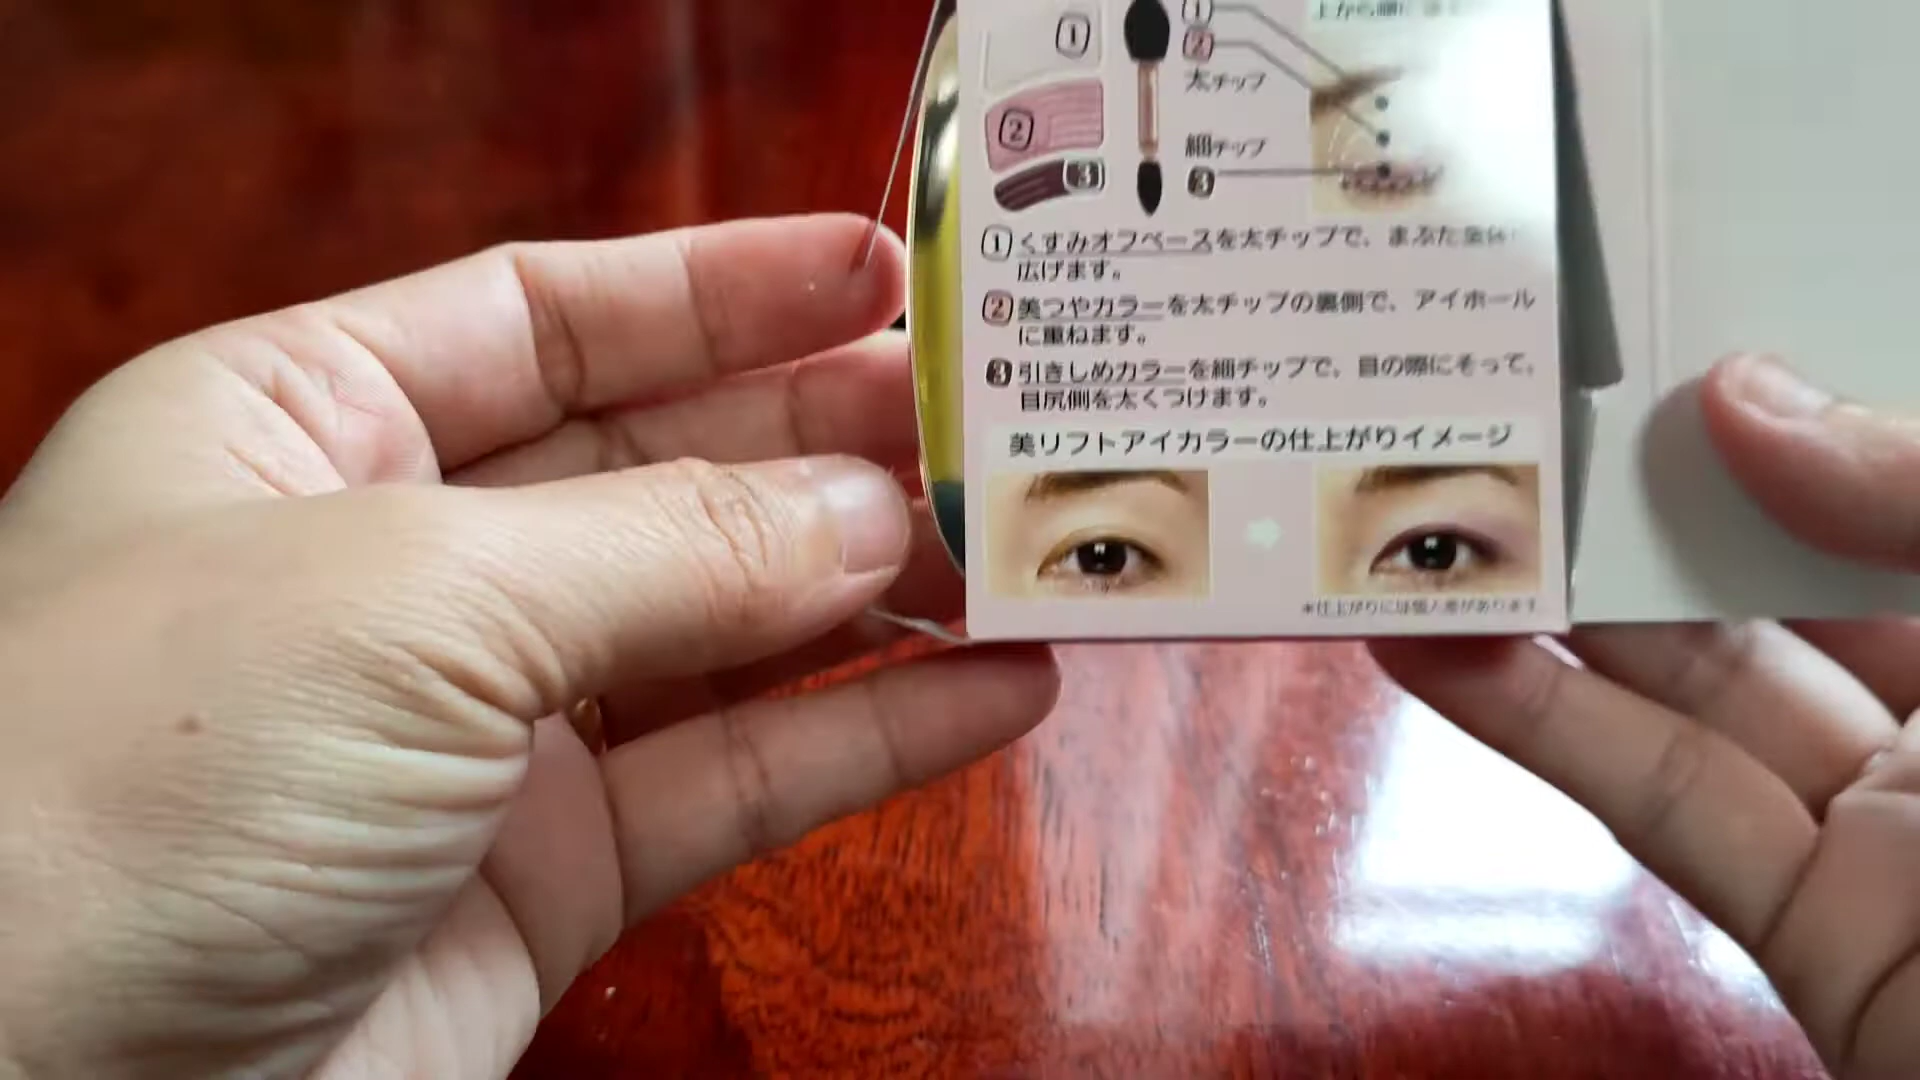 1
2
3
1
2
太チップ
細チップ
3
1 くすみオフベースを太チップで、まぶた全体
広げます。
2 美つやカラーを太チップの裏側で、アイホール
に重ねます。
3 引きしめカラーを細チップで、目の際にそって、
目尻側を太くつけます。
美リフトアイカラーの仕上がりイメージ
*仕上がりには個人差があります